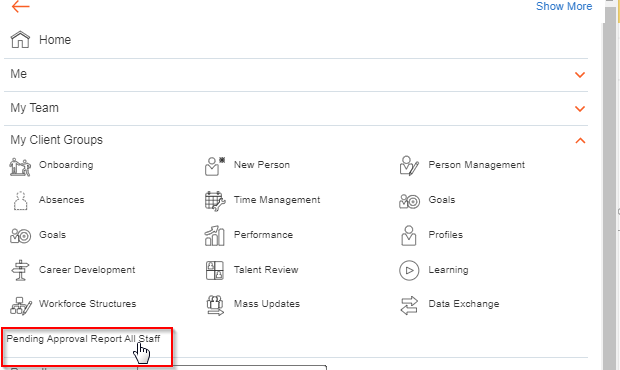 Show More
Home
Me
My Team
My Client Groups
Onboarding
New Person
Person Management
Absences
Time Management
Goals
Goals
Performance
Profiles
Career Development
Talent Review
Learning
Workforce Structures
Mass Updates
Data Exchange
Pending Approval Report All Staff